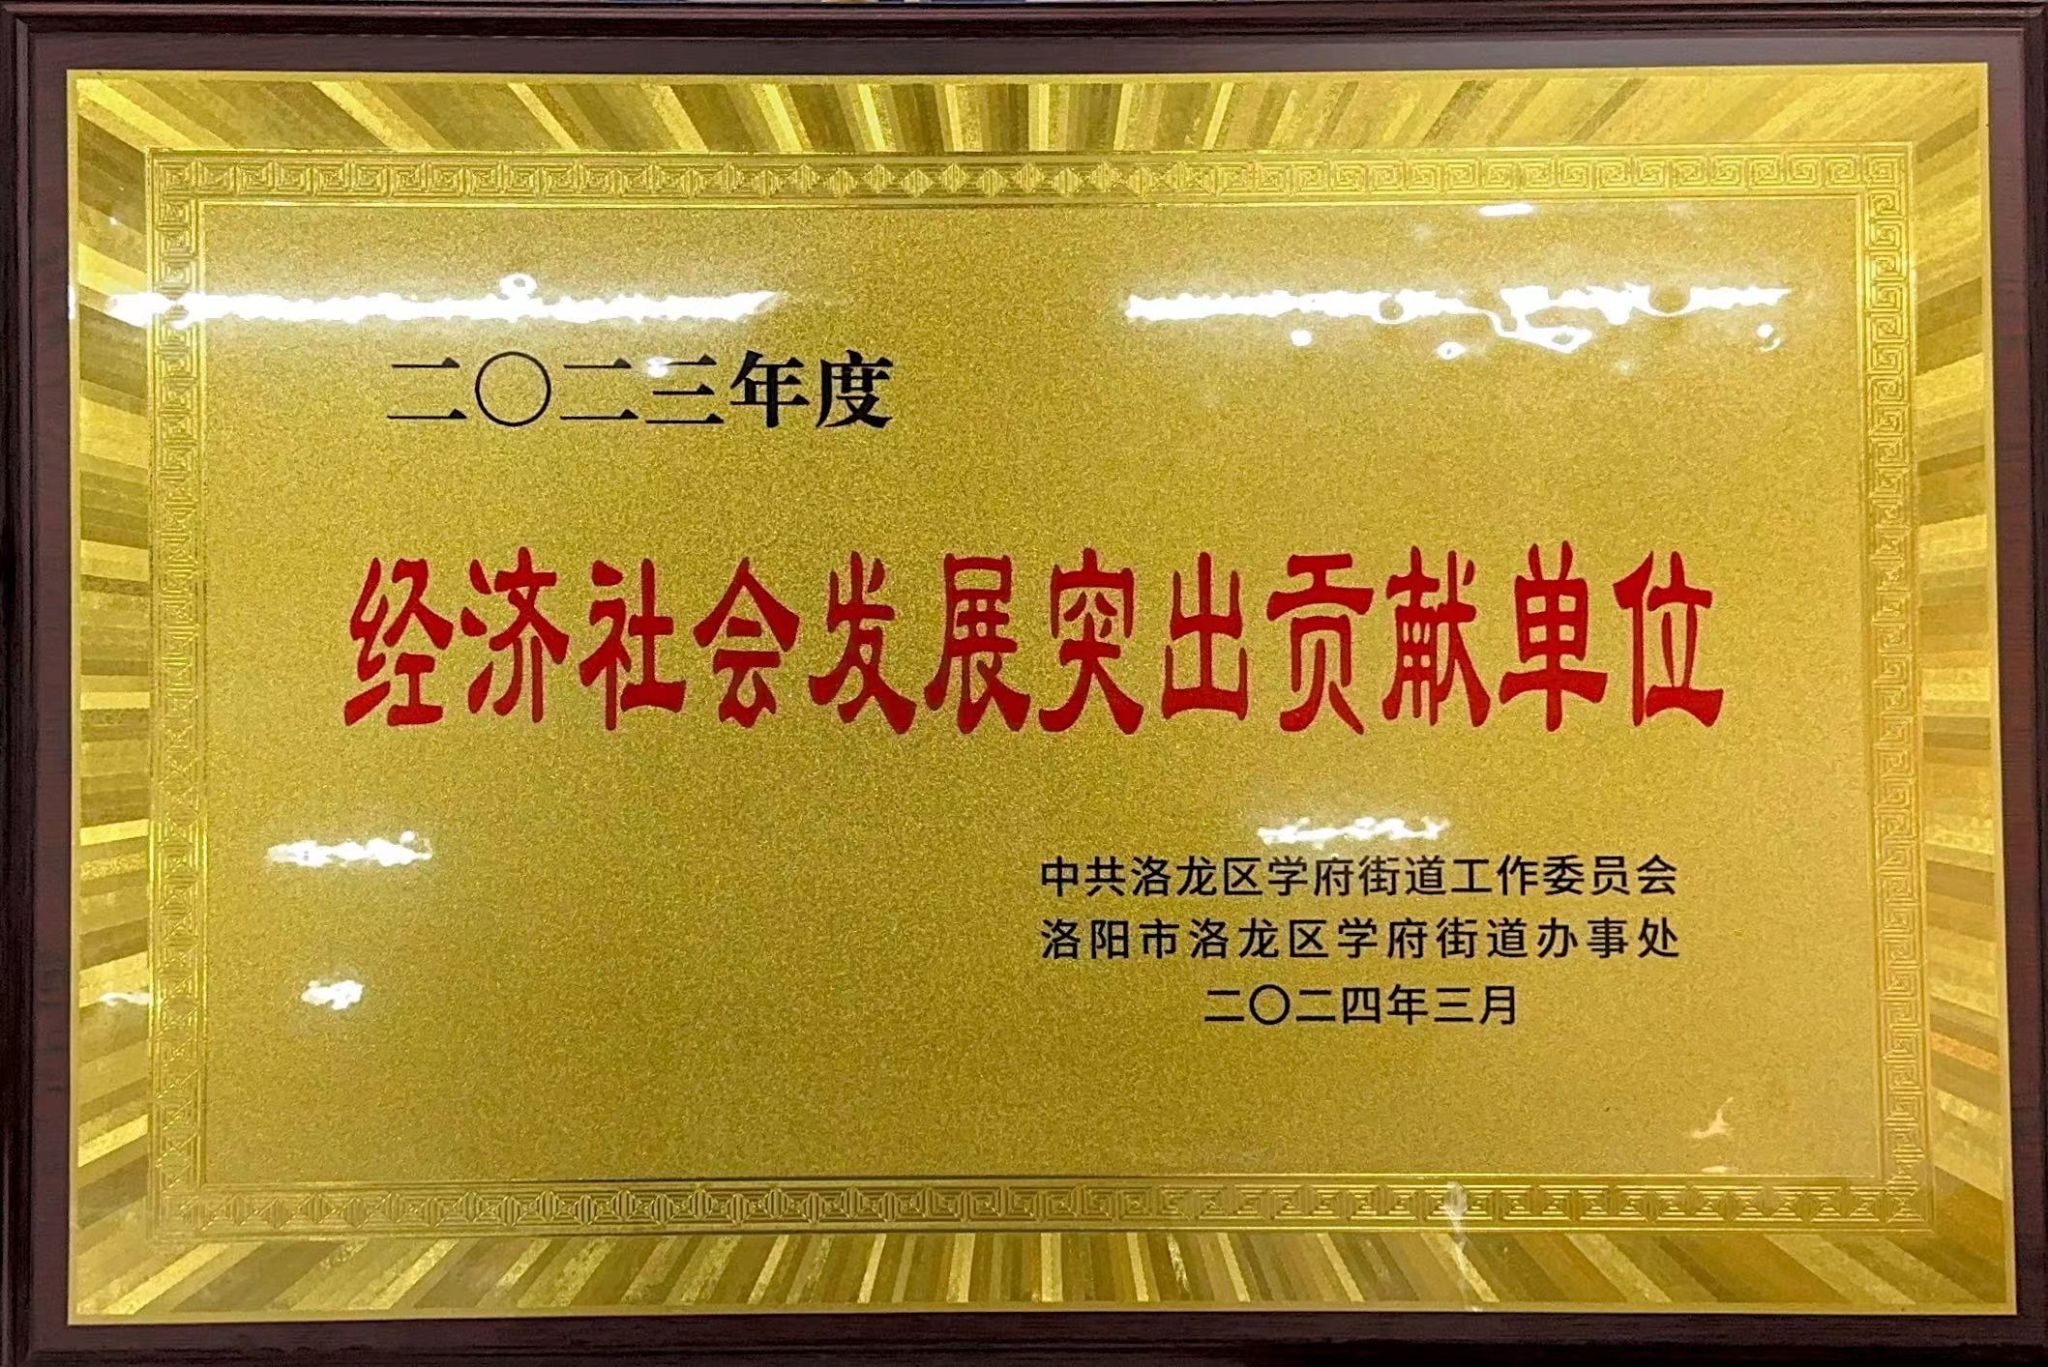 二〇二三年度
经济社会发展突出贡献单位
中共洛龙区学府街道工作委员会
洛阳市洛龙区学府街道办事处
二〇二四年三月